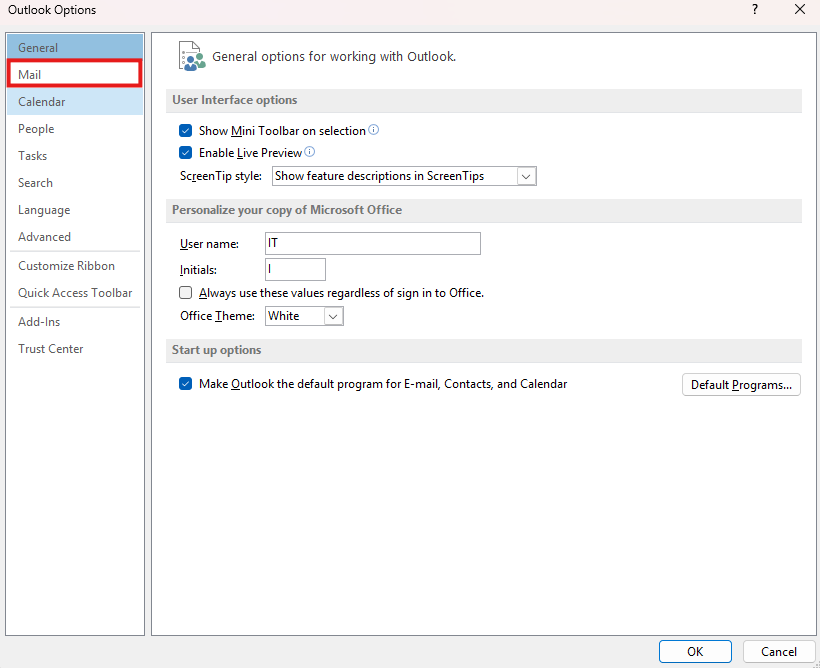 Outlook Options
?
General
Mail
Calendar
People
Tasks
Search
Language
Advanced
Customize Ribbon
Quick Access Toolbar
Add-Ins
Trust Center
General options for working with Outlook.
User Interface options
Show Mini Toolbar on selection
Enable Live Preview
ScreenTip style: Show feature descriptions in ScreenTips
Personalize your copy of Microsoft Office
User name: IT
Initials: I
Always use these values regardless of sign in to Office.
Office Theme: White
Start up options
Make Outlook the default program for E-mail, Contacts, and Calendar
Default Programs...
OK Cancel